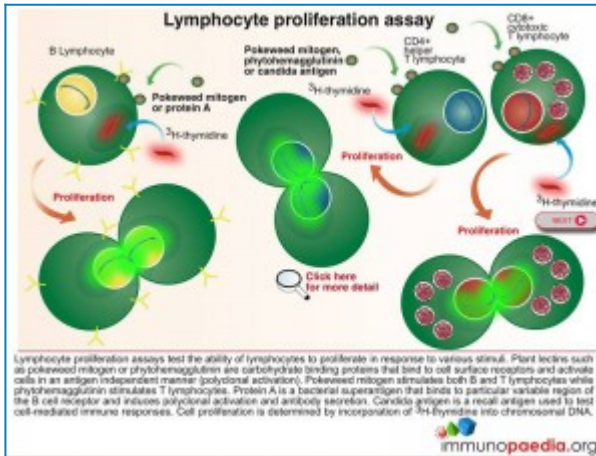 Lymphocyte proliferation assay
B Lymphocyte
Pokeweed mitogen
or protein A
³H-thymidine
Proliferation
Pokeweed mitogen,
phytohemagglutinin
or candida antigen
³H-thymidine
CD4+
helper
T lymphocyte
CD8+
cytotoxic
T lymphocyte
Proliferation
Proliferation
³H-thymidine
NEXT
Click here
for more detail
Lymphocyte proliferation assays test the ability of lymphocytes to proliferate in response to various stimuli. Plant lectins such
as pokeweed mitogen or phytohemagglutinin are carbohydrate binding proteins that bind to cell surface receptors and activate
cells in an antigen independent manner (polyclonal activation). Pokeweed mitogen stimulates both B and T lymphocytes while
phytohemagglutinin stimulates T lymphocytes. Protein A is a bacterial superantigen that binds to particular variable region of
the B cell receptor and induces polyclonal activation and antibody secretion. Candida antigen is a recall antigen used to test
cell-mediated immune responses. Cell proliferation is determined by incorporation of ³H-thymidine into chromosomal DNA.
immunopaedia.org